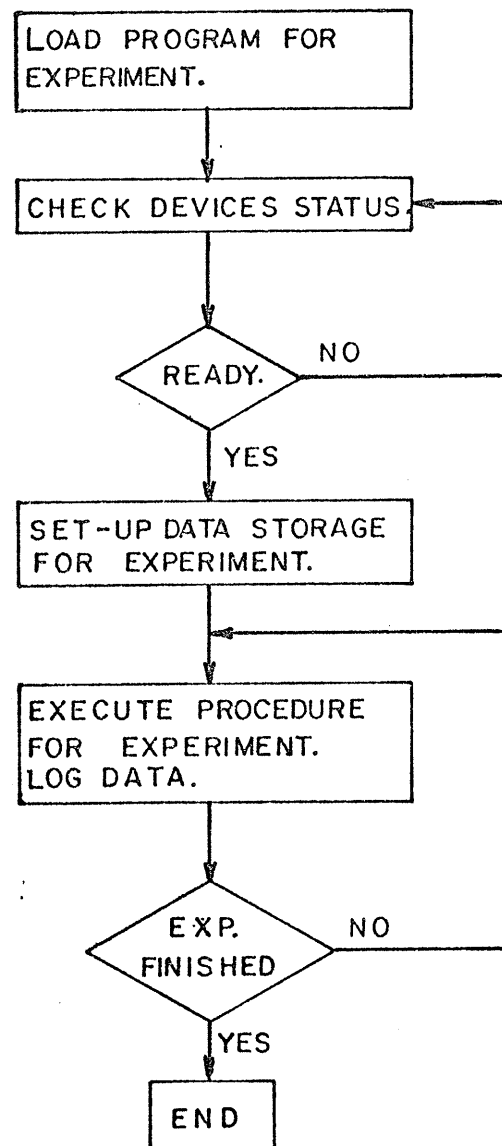 LOAD PROGRAM FOR
EXPERIMENT.
CHECK DEVICES STATUS.
READY.
NO
YES
SET-UP DATA STORAGE
FOR EXPERIMENT.
EXECUTE PROCEDURE
FOR EXPERIMENT.
LOG DATA.
EXP.
FINISHED
NO
YES
END